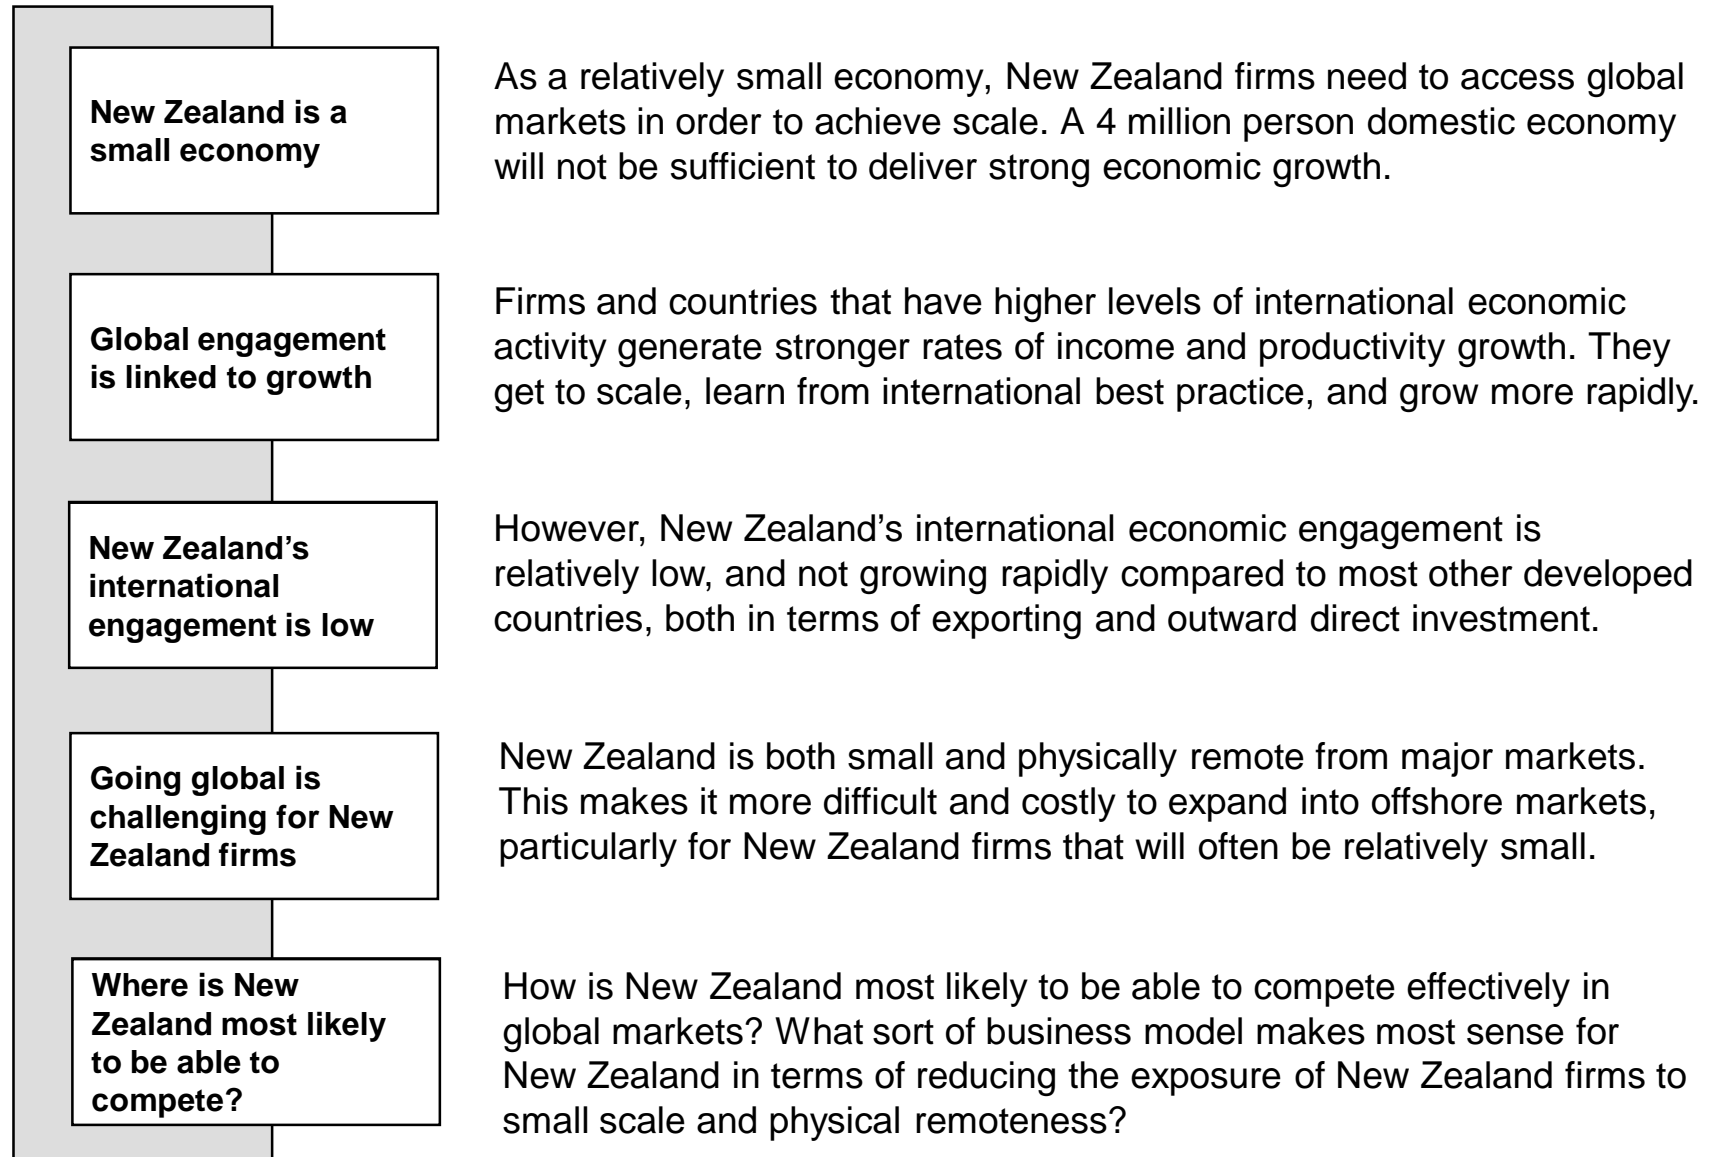 New Zealand is a
small economy
As a relatively small economy, New Zealand firms need to access global
markets in order to achieve scale. A 4 million person domestic economy
will not be sufficient to deliver strong economic growth.
Global engagement
is linked to growth
Firms and countries that have higher levels of international economic
activity generate stronger rates of income and productivity growth. They
get to scale, learn from international best practice, and grow more rapidly.
New Zealand’s
international
engagement is low
However, New Zealand’s international economic engagement is
relatively low, and not growing rapidly compared to most other developed
countries, both in terms of exporting and outward direct investment.
Going global is
challenging for New
Zealand firms
New Zealand is both small and physically remote from major markets.
This makes it more difficult and costly to expand into offshore markets,
particularly for New Zealand firms that will often be relatively small.
Where is New
Zealand most likely
to be able to
compete?
How is New Zealand most likely to be able to compete effectively in
global markets? What sort of business model makes most sense for
New Zealand in terms of reducing the exposure of New Zealand firms to
small scale and physical remoteness?